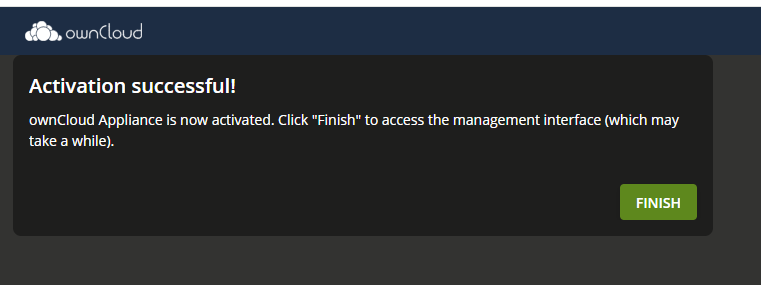 ownCloud
Activation successful!
ownCloud Appliance is now activated. Click "Finish" to access the management interface (which may
take a while).
FINISH